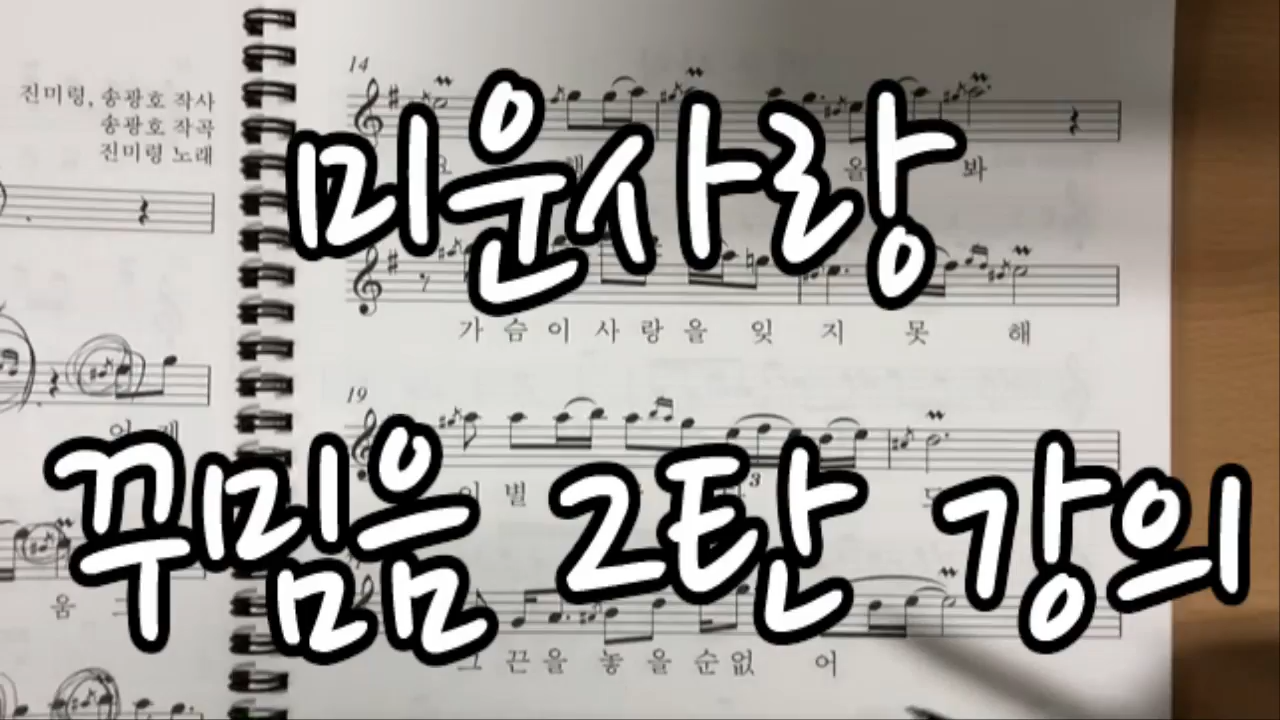 미운사랑
꾸밈음 2탄 강의
진미령, 송광호 작사
송광호 작곡
진미령 노래
14
을 봐
가 슴 이 사 랑 을 잊 지 못 해
19
별
3
끈 을 놓 을 순 없 어
움